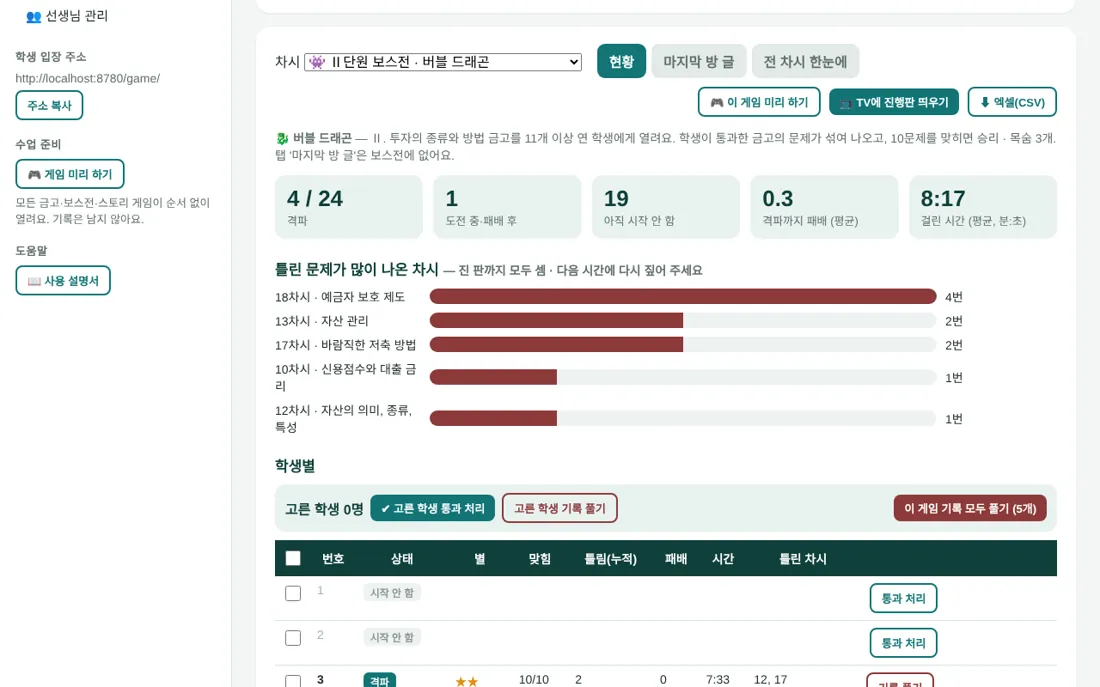 👥 선생님 관리
학생 입장 주소
http://localhost:8780/game/
주소 복사
수업 준비
🎮 게임 미리 하기
모든 금고·보스전·스토리 게임이 순서 없이
열려요. 기록은 남지 않아요.
도움말
📖 사용 설명서
차시 👾 Ⅱ단원 보스전 · 버블 드래곤 현황 마지막 방 글 전 차시 한눈에
🎮 이 게임 미리 하기 📺 TV에 진행판 띄우기 ⬇ 엑셀(CSV)
🐉 버블 드래곤 — Ⅱ. 투자의 종류와 방법 금고를 11개 이상 연 학생에게 열려요. 학생이 통과한 금고의 문제가 섞여 나오고, 10문제를 맞히면 승리 · 목숨 3개.
탭 '마지막 방 글'은 보스전에 없어요.
4 / 24
격파
1
도전 중·패배 후
19
아직 시작 안 함
0.3
격파까지 패배 (평균)
8:17
걸린 시간 (평균, 분:초)
틀린 문제가 많이 나온 차시 — 진 판까지 모두 셈 · 다음 시간에 다시 짚어 주세요
18차시 · 예금자 보호 제도 4번
13차시 · 자산 관리 2번
17차시 · 바람직한 저축 방법 2번
10차시 · 신용점수와 대출 금
리 1번
12차시 · 자산의 의미, 종류,
특성 1번
학생별
고른 학생 0명 ✔ 고른 학생 통과 처리 고른 학생 기록 풀기 이 게임 기록 모두 풀기 (5개)
번호 상태 별 맞힘 틀림(누적) 패배 시간 틀린 차시
1 시작 안 함 통과 처리
2 시작 안 함 통과 처리
3 격파 ★★ 10/10 2 0 7:33 12, 17 기록 풀기